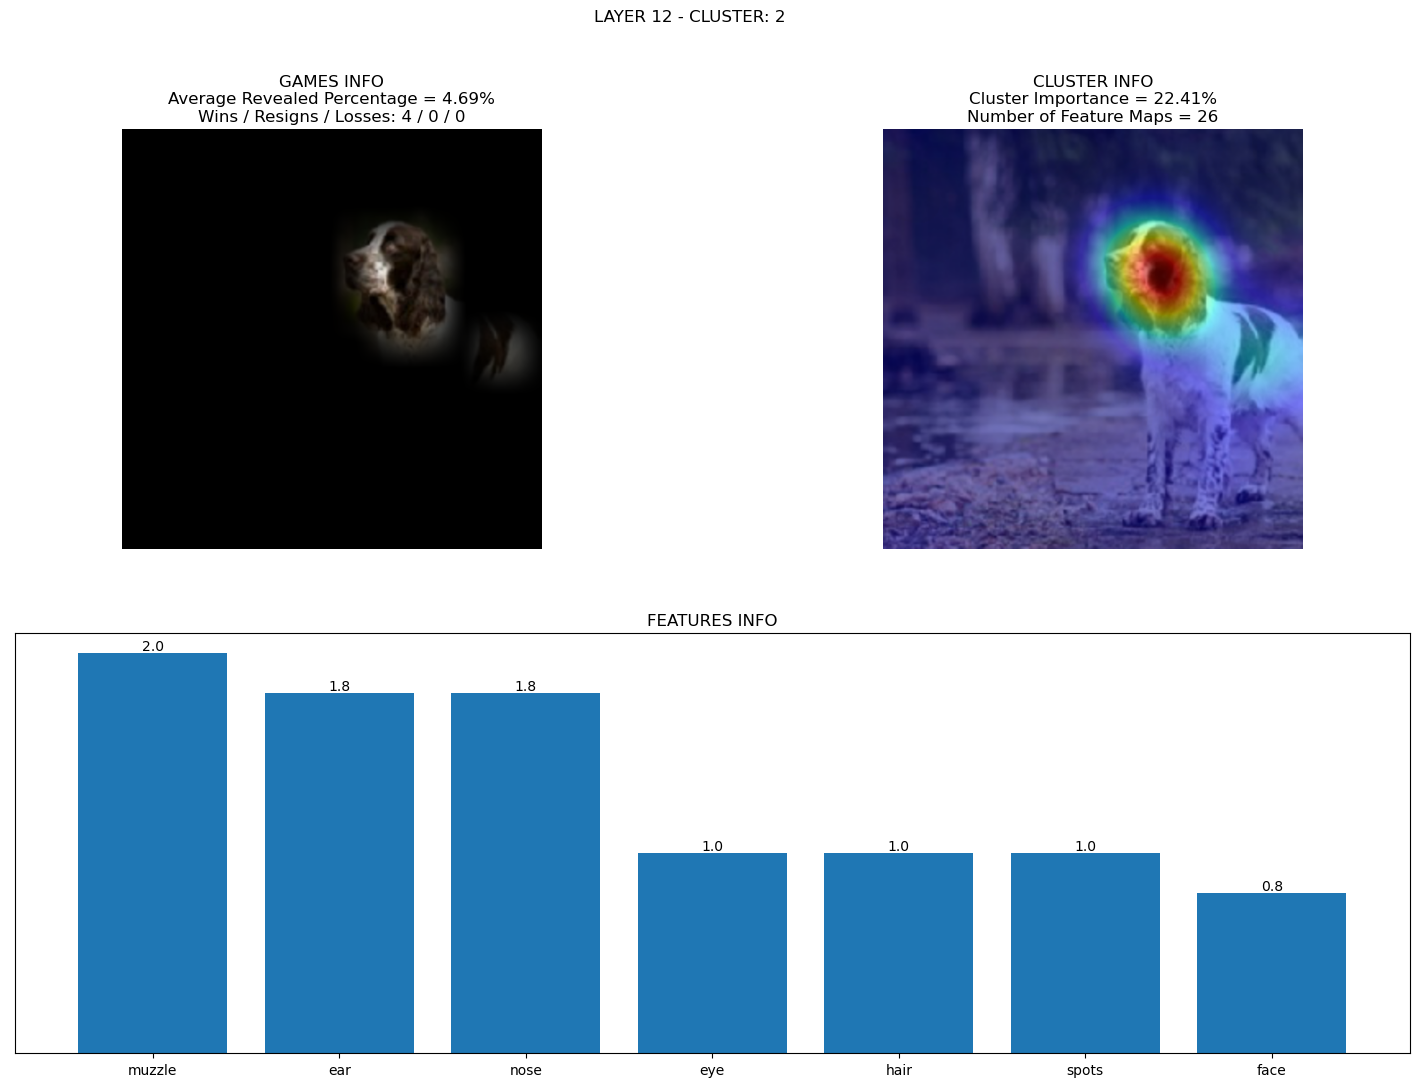 LAYER 12 - CLUSTER: 2
GAMES INFO
Average Revealed Percentage = 4.69%
Wins / Resigns / Losses: 4 / 0 / 0
CLUSTER INFO
Cluster Importance = 22.41%
Number of Feature Maps = 26
FEATURES INFO
2.0
1.8
1.8
1.0
1.0
1.0
0.8
muzzle
ear
nose
eye
hair
spots
face